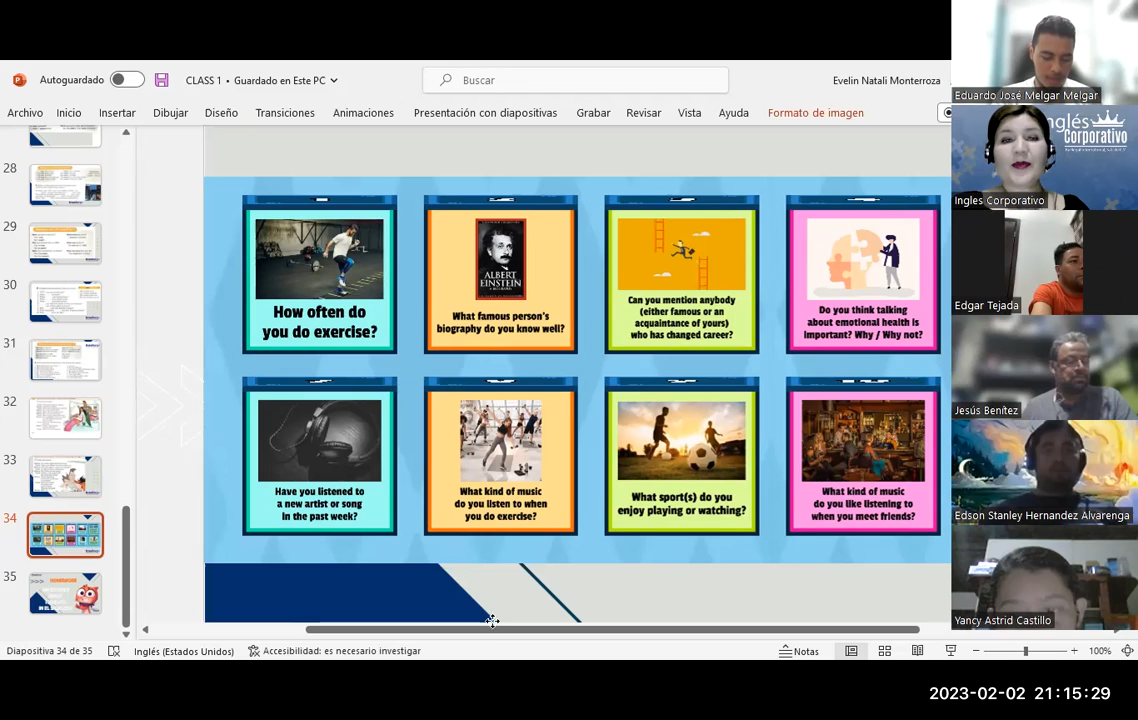 Autoguardado
CLASS 1 • Guardado en Este PC
Buscar
Evelin Natali Monterroza
Archivo Inicio Insertar Dibujar Diseño Transiciones Animaciones Presentación con diapositivas Grabar Revisar Vista Ayuda Formato de imagen
28
29
30
31
32
33
34
35
How often do
you do exercise?
ALBERT
EINSTEIN
What famous person's
biography do you know well?
Can you mention anybody
(either famous or an
acquaintance of yours)
who has changed career?
Do you think talking
about emotional health is
important? Why / Why not?
Have you listened to
a new artist or song
in the past week?
What kind of music
do you listen to when
you do exercise?
What sport(s) do you
enjoy playing or watching?
What kind of music
do you like listening to
when you meet friends?
Eduardo José Melgar Melgar
Inglés
Corporativo
Ingles Corporativo
Edgar Tejada
Jesús Benítez
Edson Stanley Hernandez Alvarenga
Yancy Astrid Castillo
Diapositiva 34 de 35
Inglés (Estados Unidos)
Accesibilidad: es necesario investigar
Notas
100%
2023-02-02 21:15:29